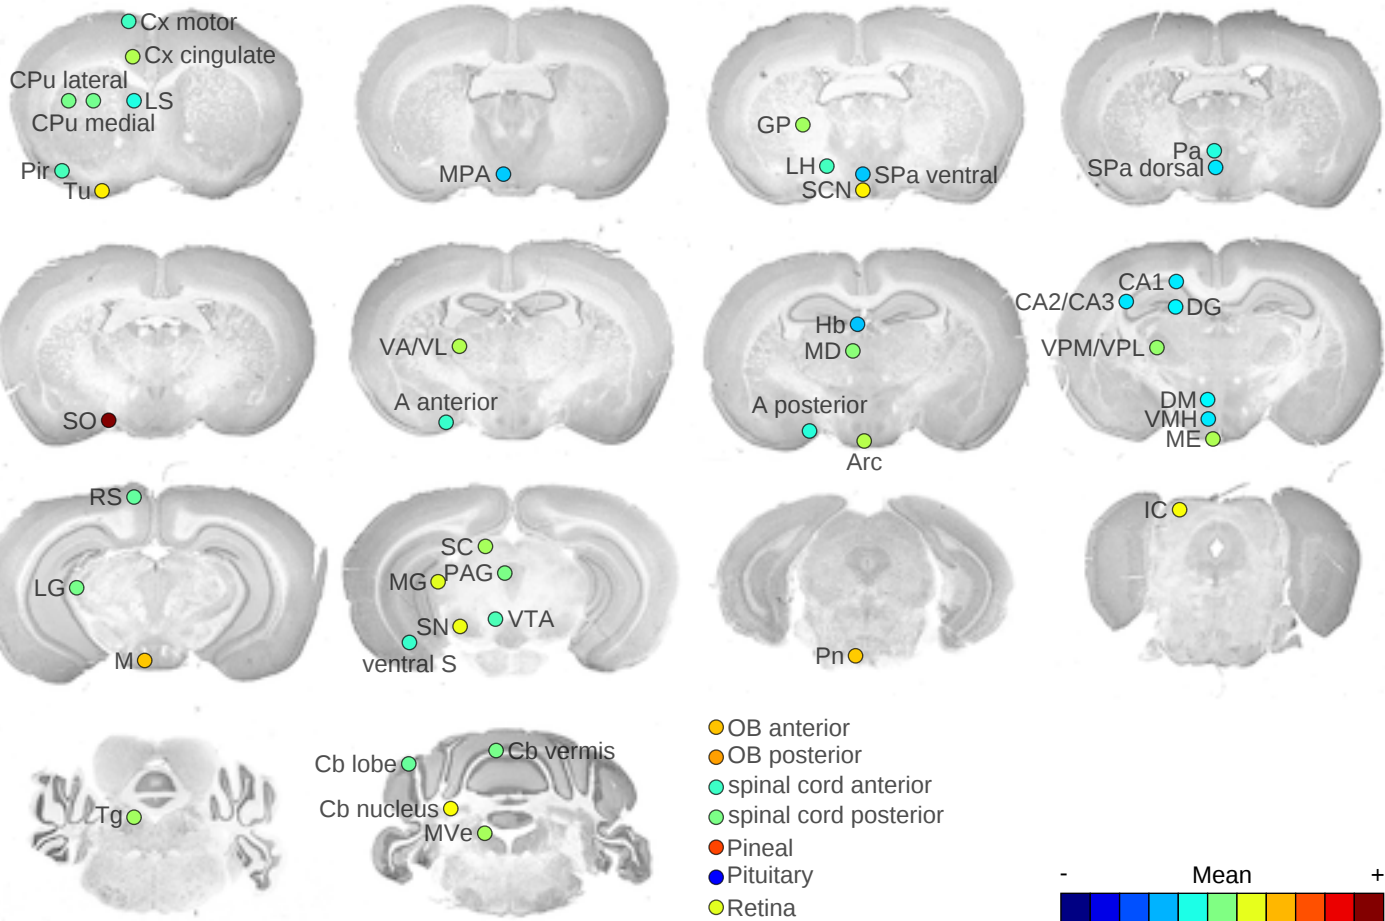 Cx motor
Cx cingulate
CPu lateral
LS
CPu medial
Pir
Tu
MPA
GP
LH
SPa ventral
SCN
Pa
SPa dorsal
SO
VA/VL
A anterior
Hb
MD
A posterior
Arc
CA1
CA2/CA3
DG
VPM/VPL
DM
VMH
ME
RS
LG
M
SC
PAG
MG
VTA
SN
ventral S
Pn
IC
Tg
Cb vermis
Cb lobe
Cb nucleus
MVe
OB anterior
OB posterior
spinal cord anterior
spinal cord posterior
Pineal
Pituitary
Retina
- Mean +